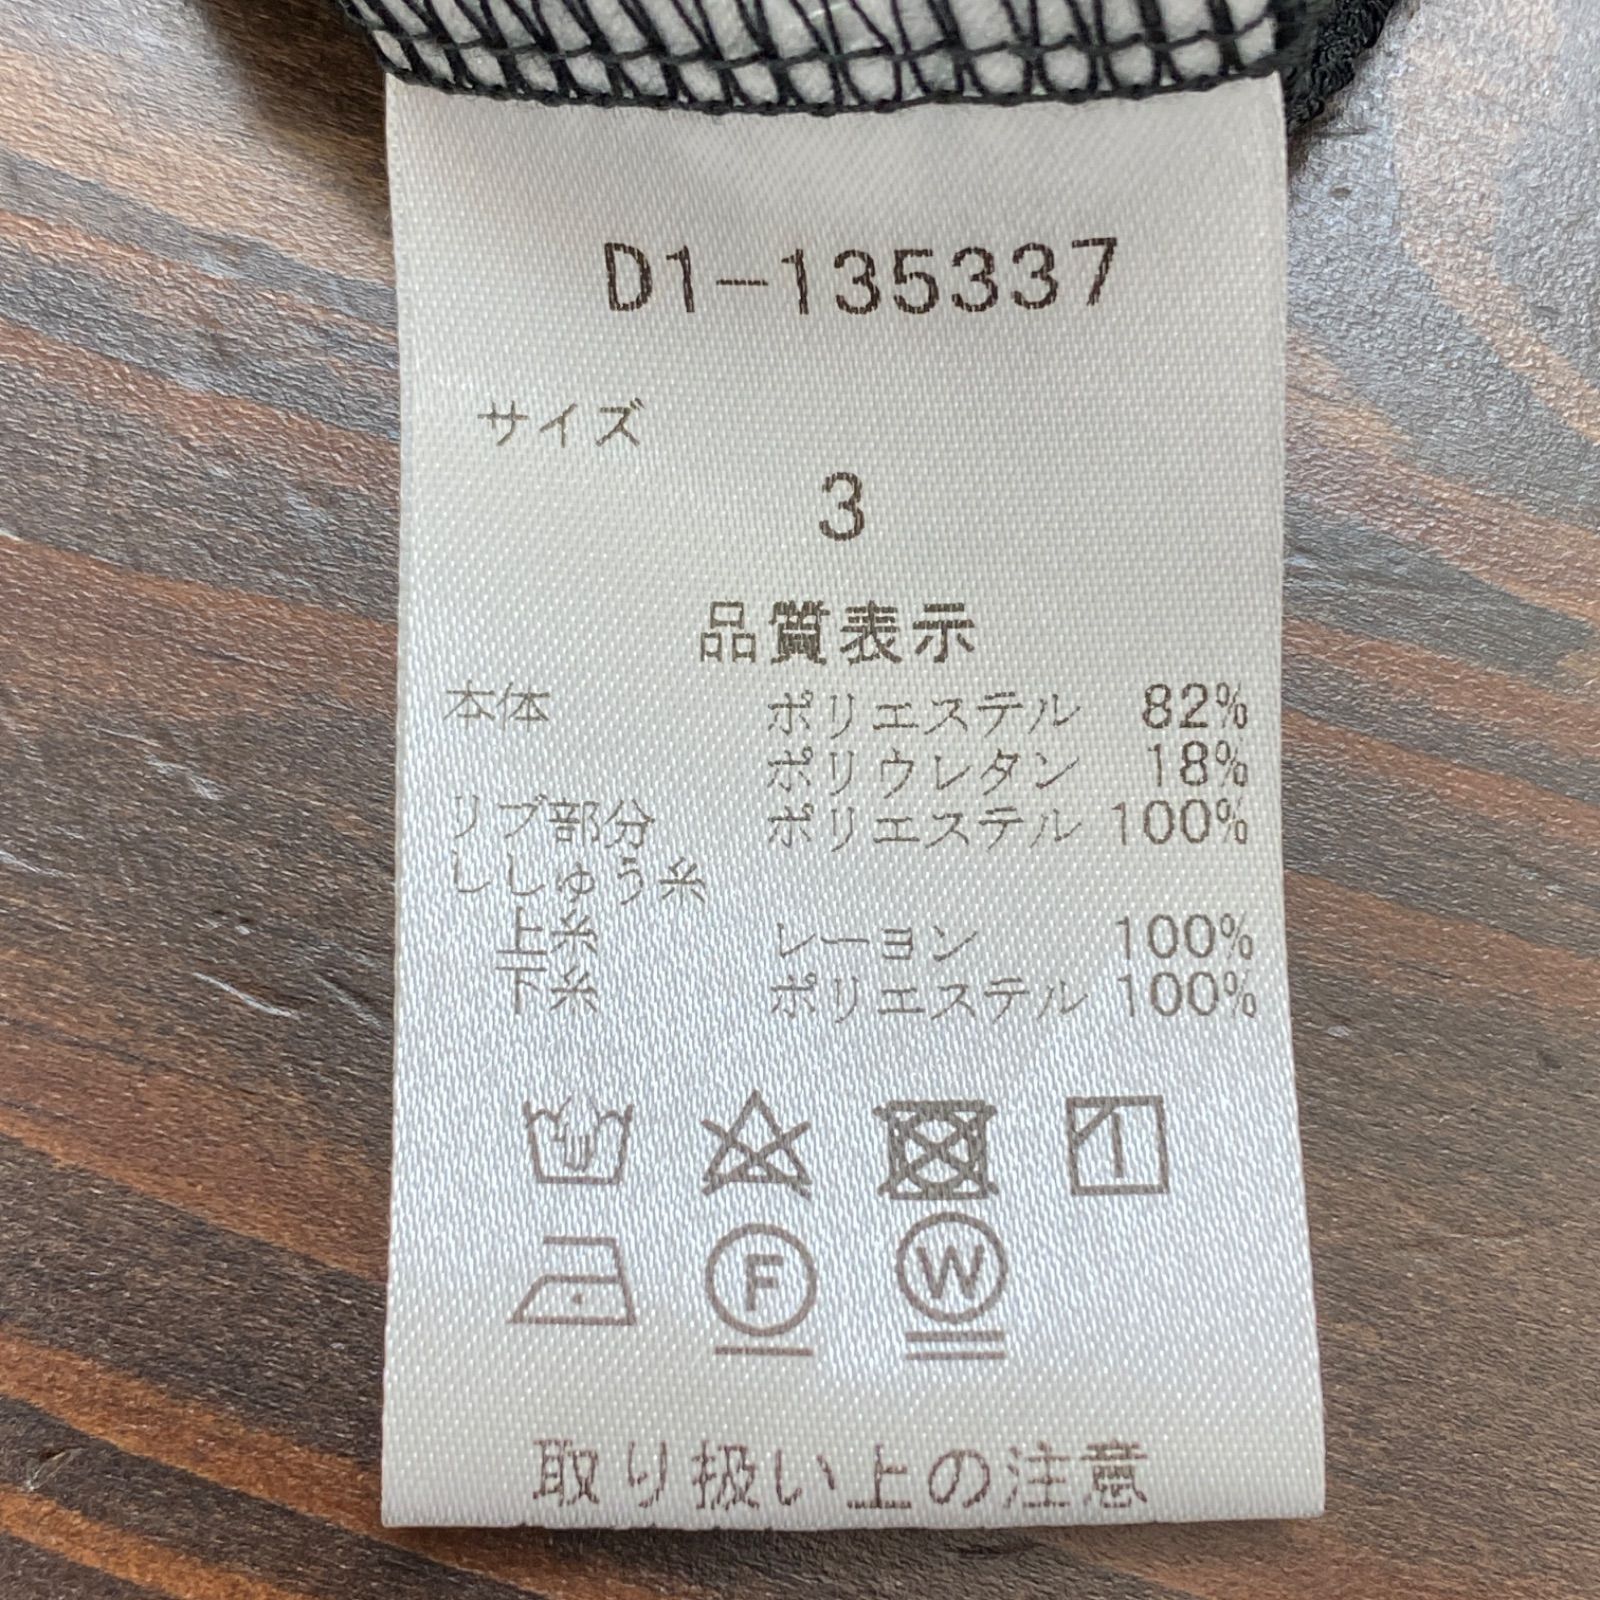 D1-135337
サイズ
3
品質表示
本体 ポリエステル 82%
ポリウレタン 18%
リブ部分 ポリエステル 100%
ししゅう糸
上糸 レーヨン 100%
下糸 ポリエステル 100%
F W
取り扱い上の注意